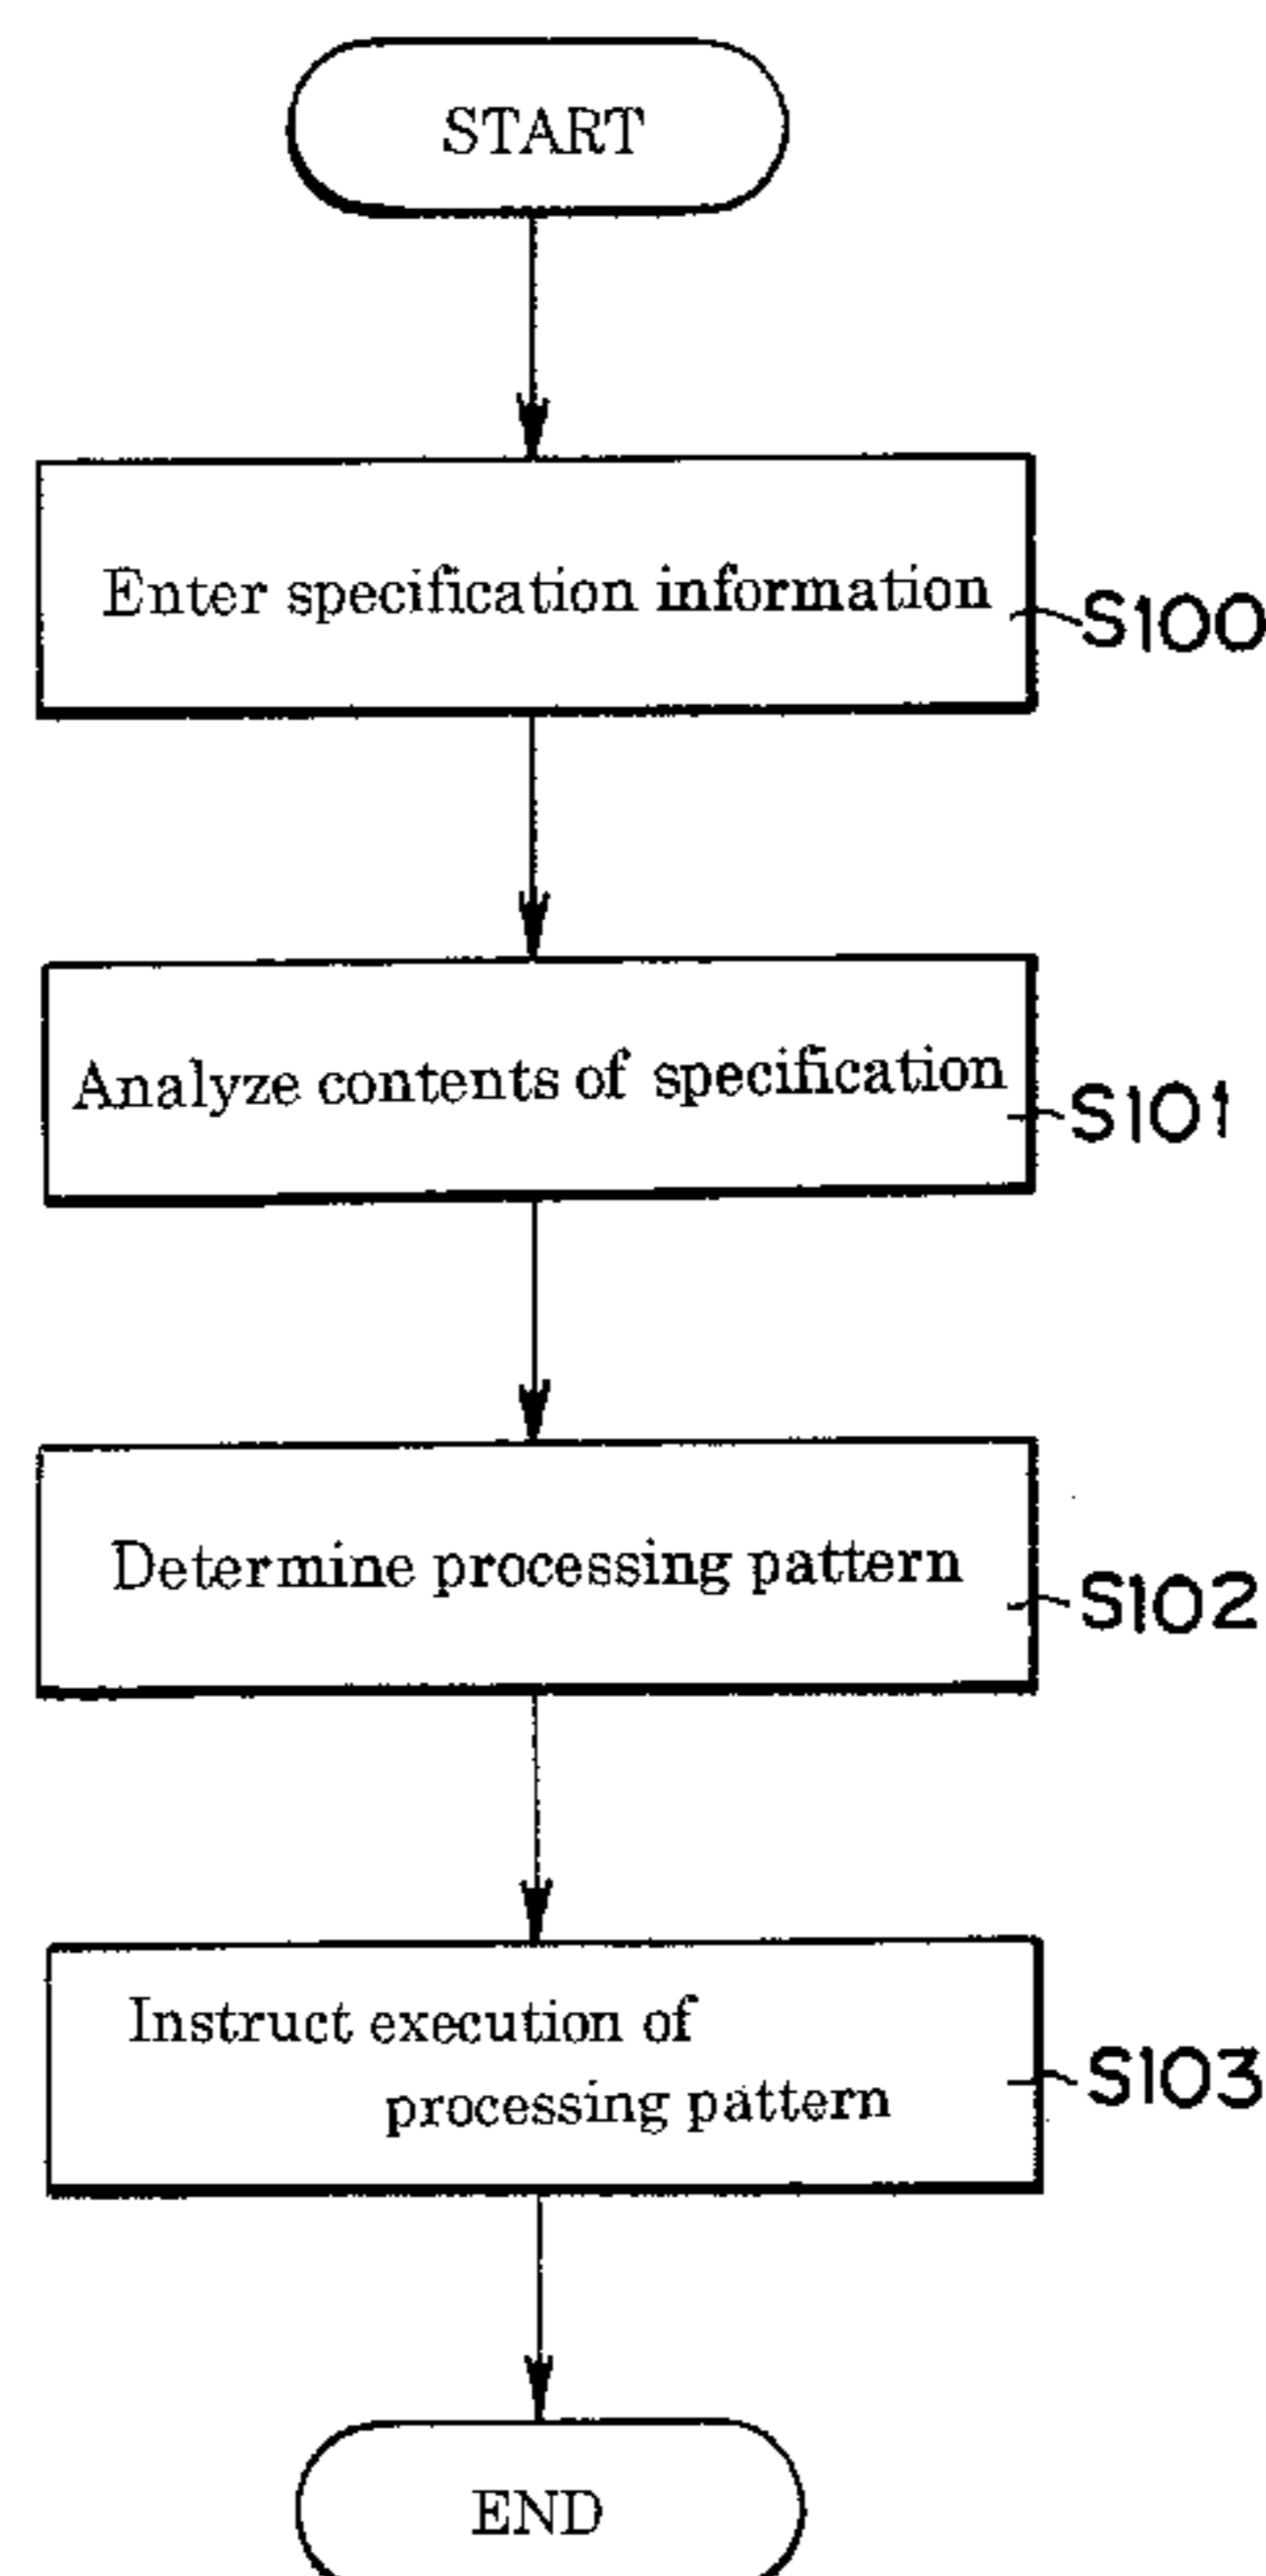 START
Enter specification information
S100
Analyze contents of specification
S101
Determine processing pattern
S102
Instruct execution of
processing pattern
S103
END